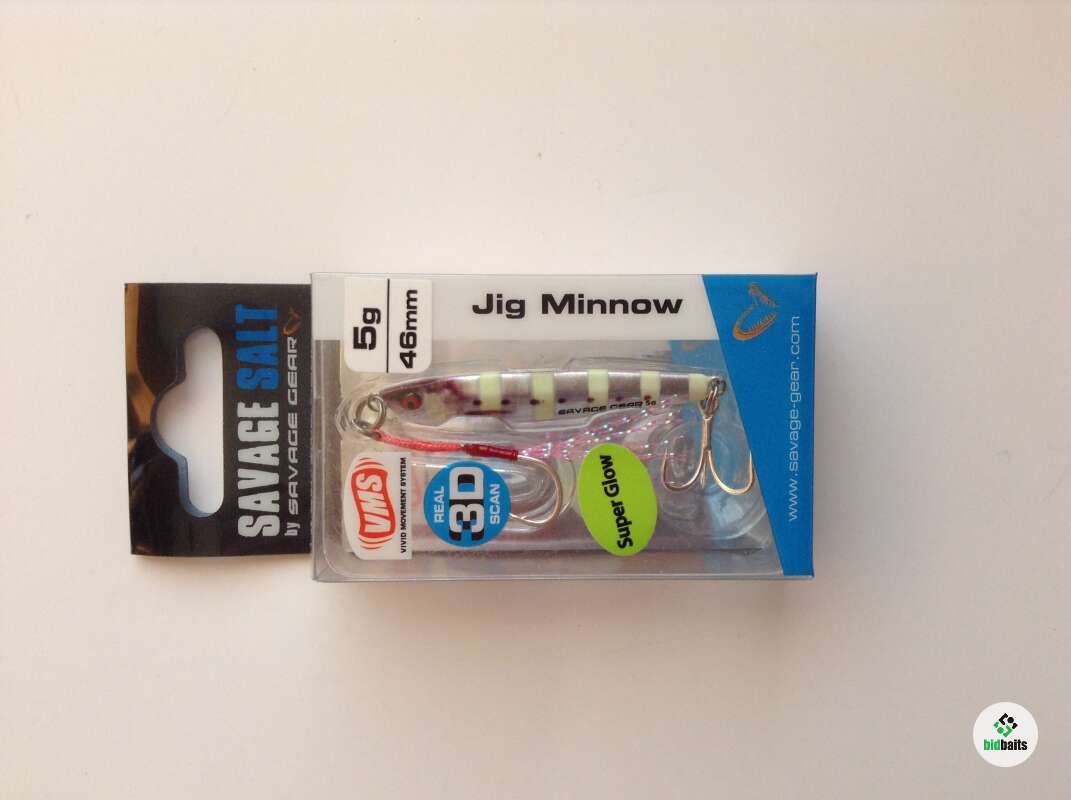 SAVAGE SALT
by SAVAGE GEAR
5g
46mm
Jig Minnow
www.savage-gear.com
SAVAGE GEAR 5g
VMS
VIVID MOVEMENT SYSTEM
REAL
3D
SCAN
Super Glow
bidbaits